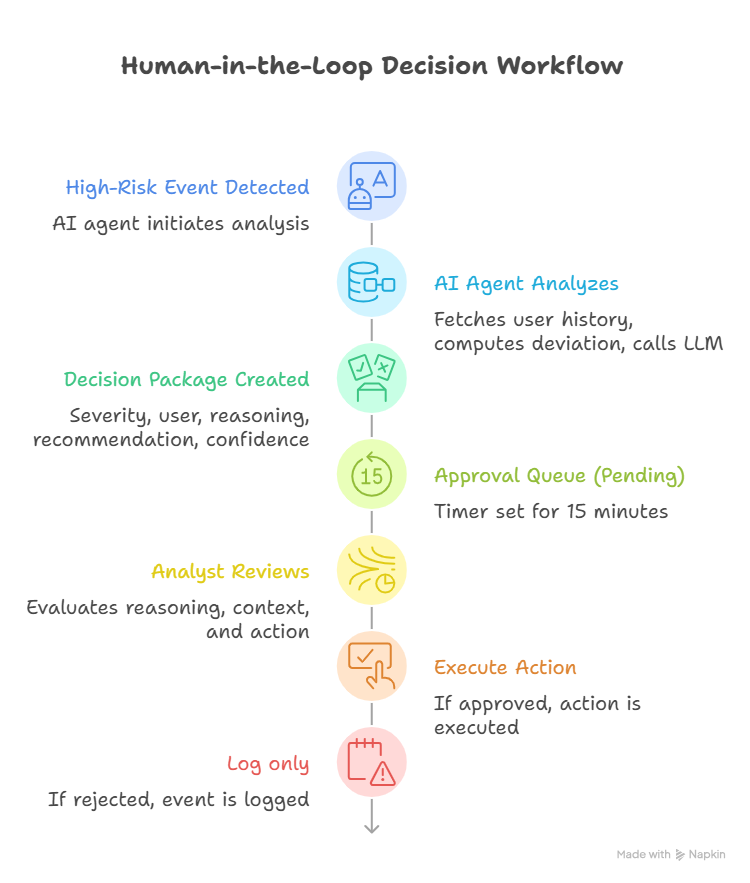 Human-in-the-Loop Decision Workflow
A
High-Risk Event Detected
AI agent initiates analysis
AI Agent Analyzes
Fetches user history,
computes deviation, calls LLM
Decision Package Created
Severity, user, reasoning,
recommendation, confidence
15
Approval Queue (Pending)
Timer set for 15 minutes
Analyst Reviews
Evaluates reasoning, context,
and action
Execute Action
If approved, action is
executed
Log only
If rejected, event is logged
Made with Napkin